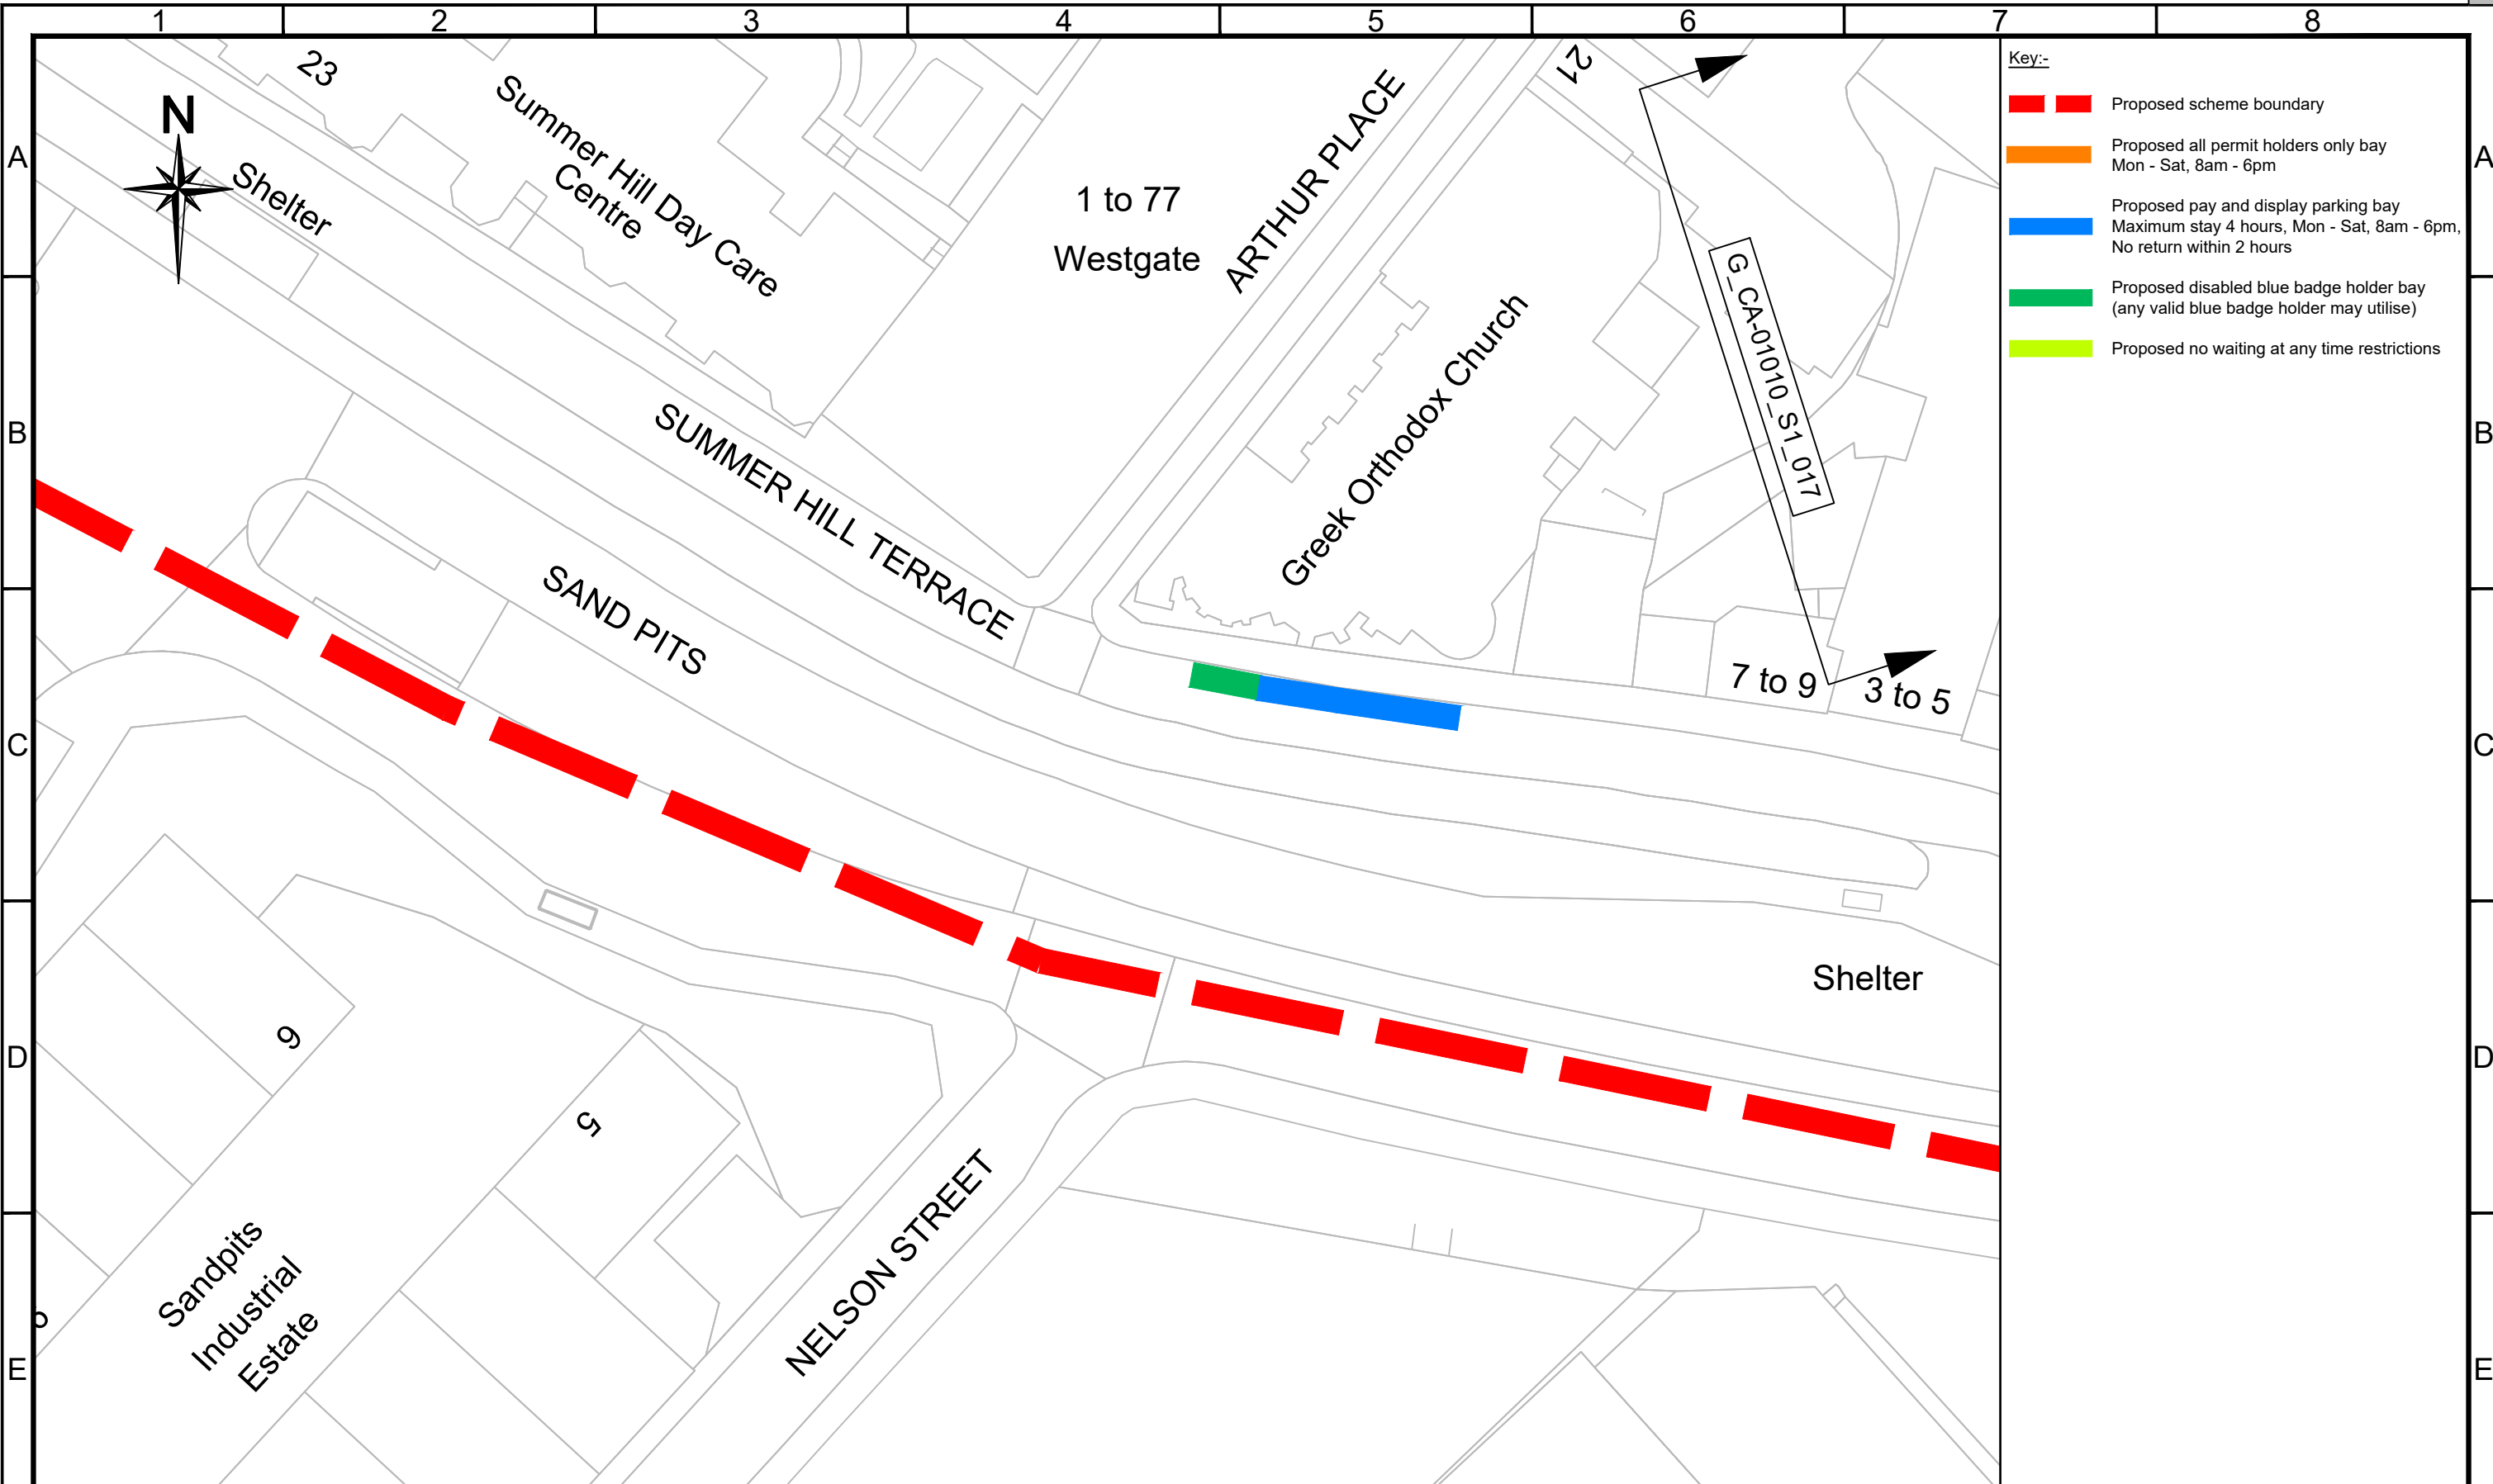 1 2 3 4 5 6 7 8
A
B
C
D
E
A
B
C
D
E
N
23
Shelter
Summer Hill Day Care
Centre
1 to 77
Westgate
ARTHUR PLACE
21
G_CA-01010_S1_017
Greek Orthodox Church
SUMMER HILL TERRACE
SAND PITS
7 to 9
3 to 5
Shelter
6
5
NELSON STREET
Sandpits
Industrial
Estate
Key:-
Proposed scheme boundary
Proposed all permit holders only bay
Mon - Sat, 8am - 6pm
Proposed pay and display parking bay
Maximum stay 4 hours, Mon - Sat, 8am - 6pm,
No return within 2 hours
Proposed disabled blue badge holder bay
(any valid blue badge holder may utilise)
Proposed no waiting at any time restrictions